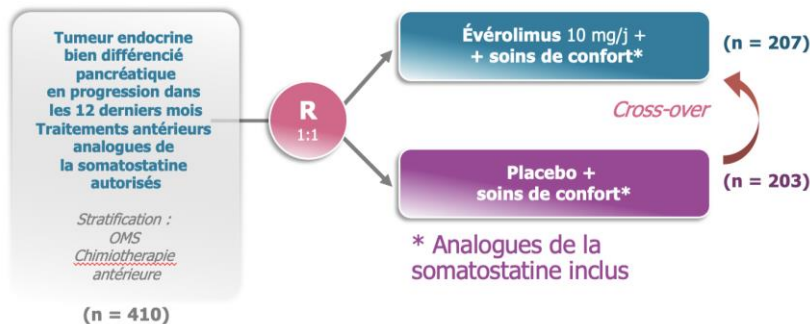 Tumeur endocrine
bien différencié
pancréatique
en progression dans
les 12 derniers mois
Traitements antérieurs
analogues de
la somatostatine
autorisés
Stratification :
OMS
Chimiotherapie
antérieure
(n = 410)
R
1:1
Évérolimus 10 mg/j +
+ soins de confort*
(n = 207)
Cross-over
Placebo +
soins de confort*
(n = 203)
* Analogues de la
somatostatine inclus